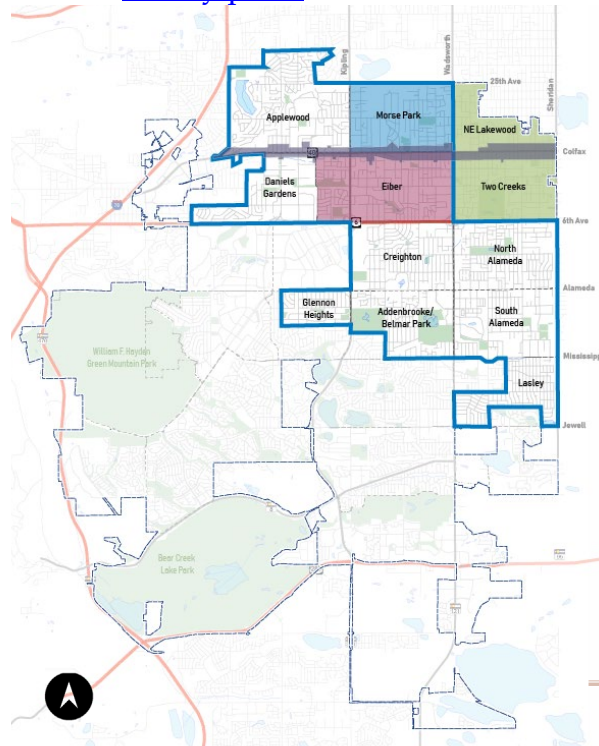 Kipling
Wadsworth
Sheridan
25th Ave
Applewood
Morse Park
NE Lakewood
Colfax
Daniels
Gardens
Eiber
Two Creeks
6
6th Ave
Creighton
North
Alameda
Alameda
Glennon
Heights
Addenbrooke/
Belmar Park
South
Alameda
William F. Hayden
Green Mountain Park
Mississipp
Lasley
Jewell
Bear Creek
Lake Park